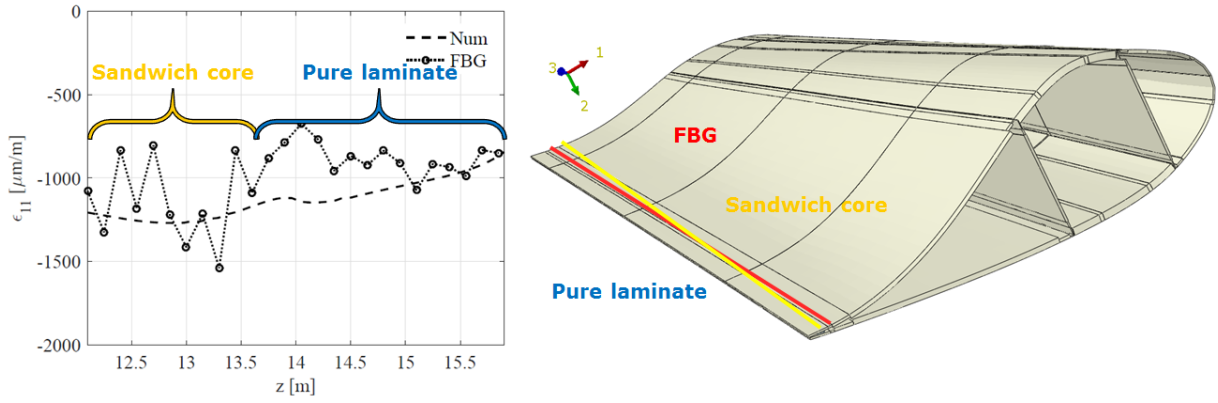 0
-500
-1000
-1500
-2000
ϵ11 [μm/m]
12.5 13 13.5 14 14.5 15 15.5
z [m]
Num
FBG
Sandwich core
Pure laminate
1
3
2
FBG
Sandwich core
Pure laminate